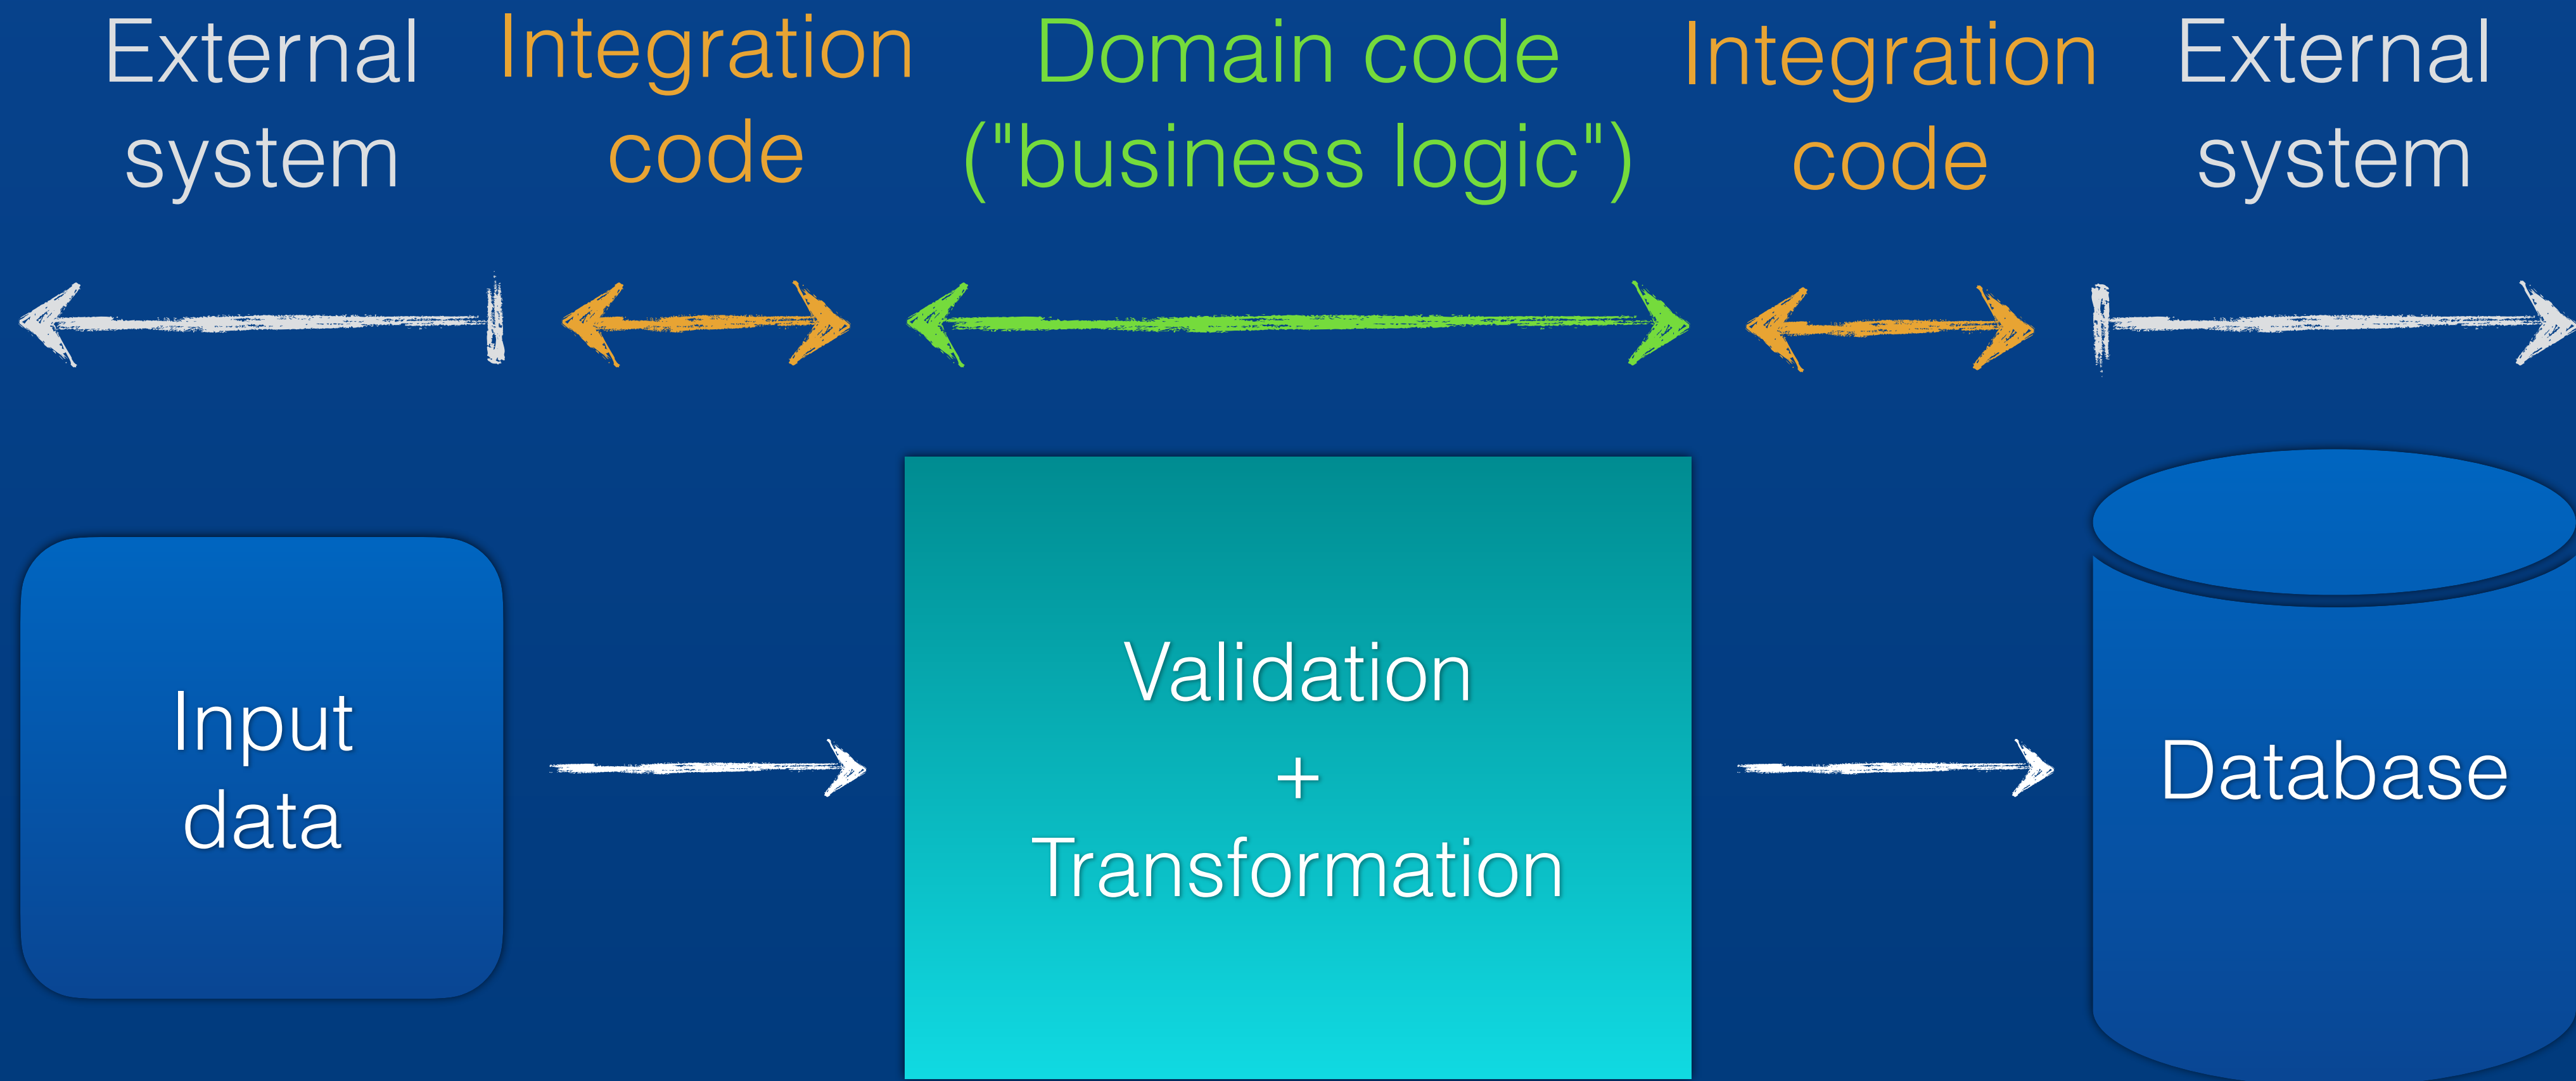 External
system
Integration
code
Domain code
("business logic")
Integration
code
External
system
Input
data
Validation
+
Transformation
Database